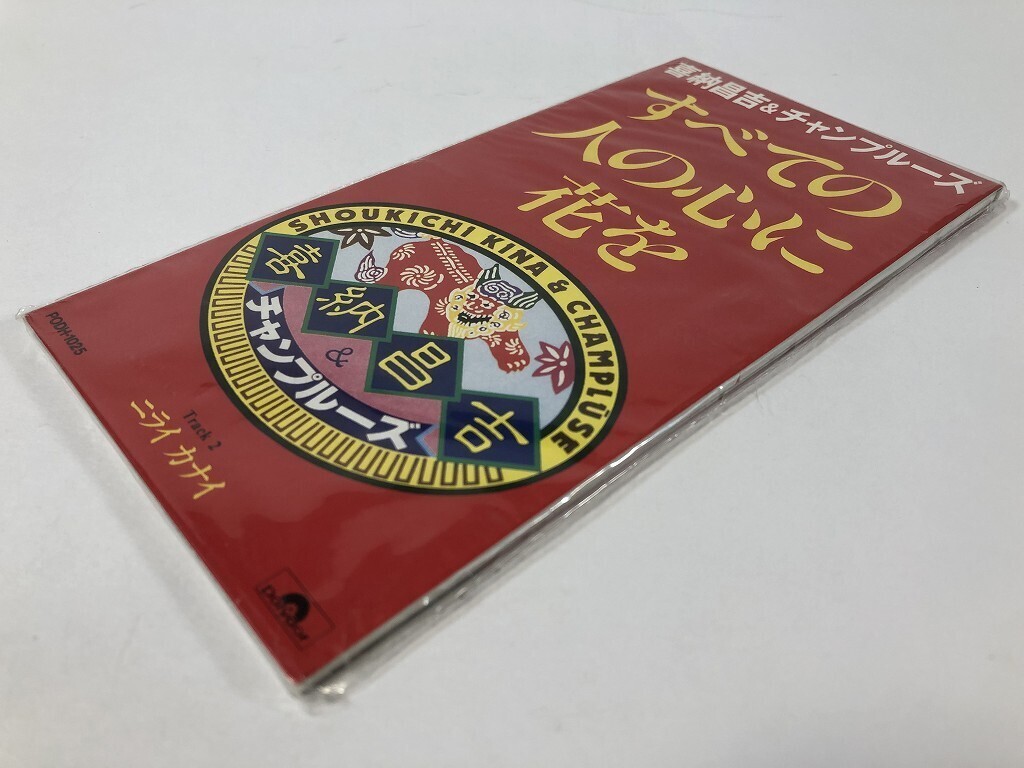 喜納昌吉&チャンプルーズ
すべての
人の心に
花を
SHOUKICHI KINA & CHAMPLÜSE
喜納昌吉
&
チャンプルーズ
PODH-1025
Track 2
ニライ カナイ
Polydor